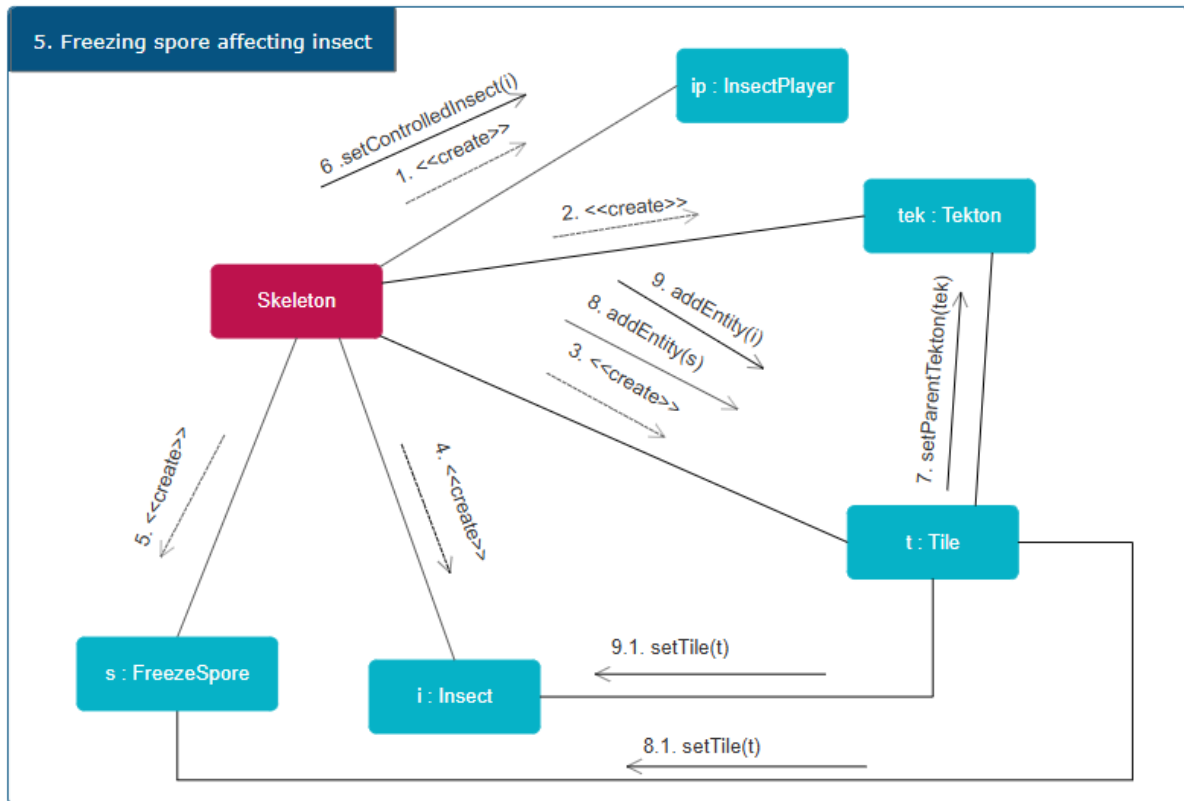 5. Freezing spore affecting insect
ip : InsectPlayer
6 .setControlledInsect(i)
1. <<create>>
2. <<create>>
tek : Tekton
Skeleton
9. addEntity(i)
8. addEntity(s)
3. <<create>>
7. setParentTekton(tek)
5. <<create>>
4. <<create>>
t : Tile
9.1. setTile(t)
s : FreezeSpore
i : Insect
8.1. setTile(t)